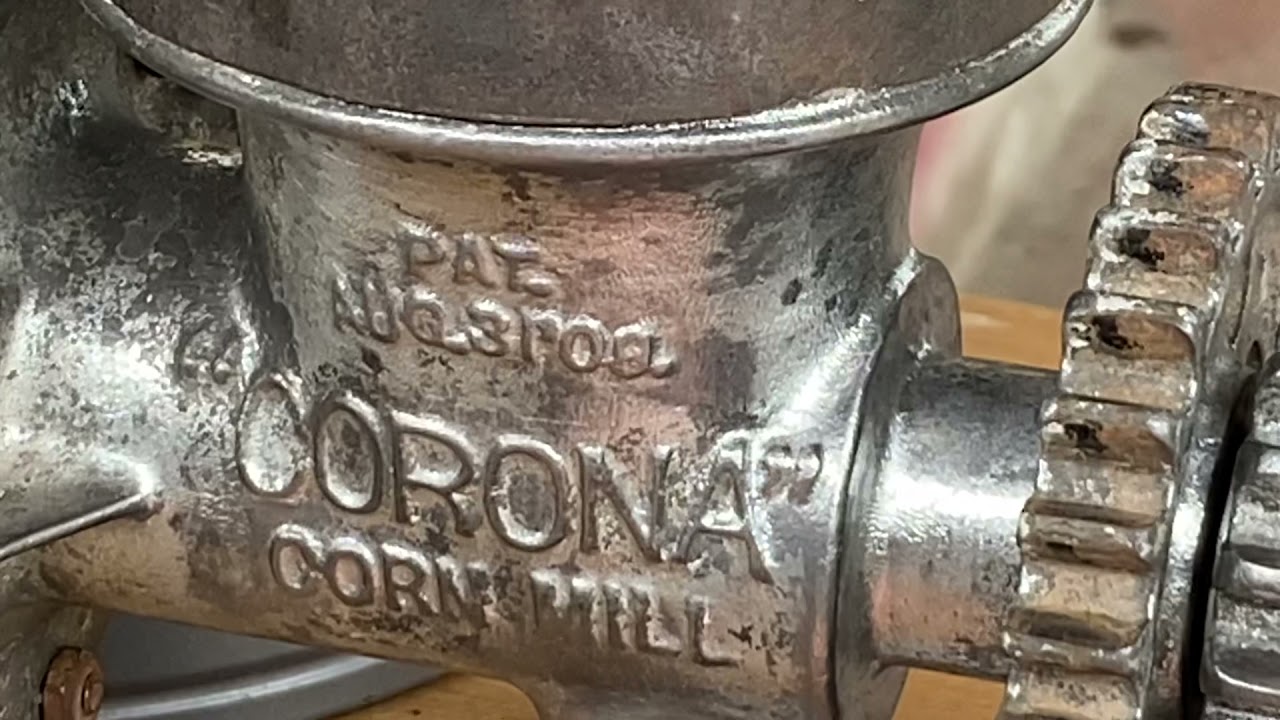 PAT.
AUG. 3 1909.
"CORONA"
CORN MILL